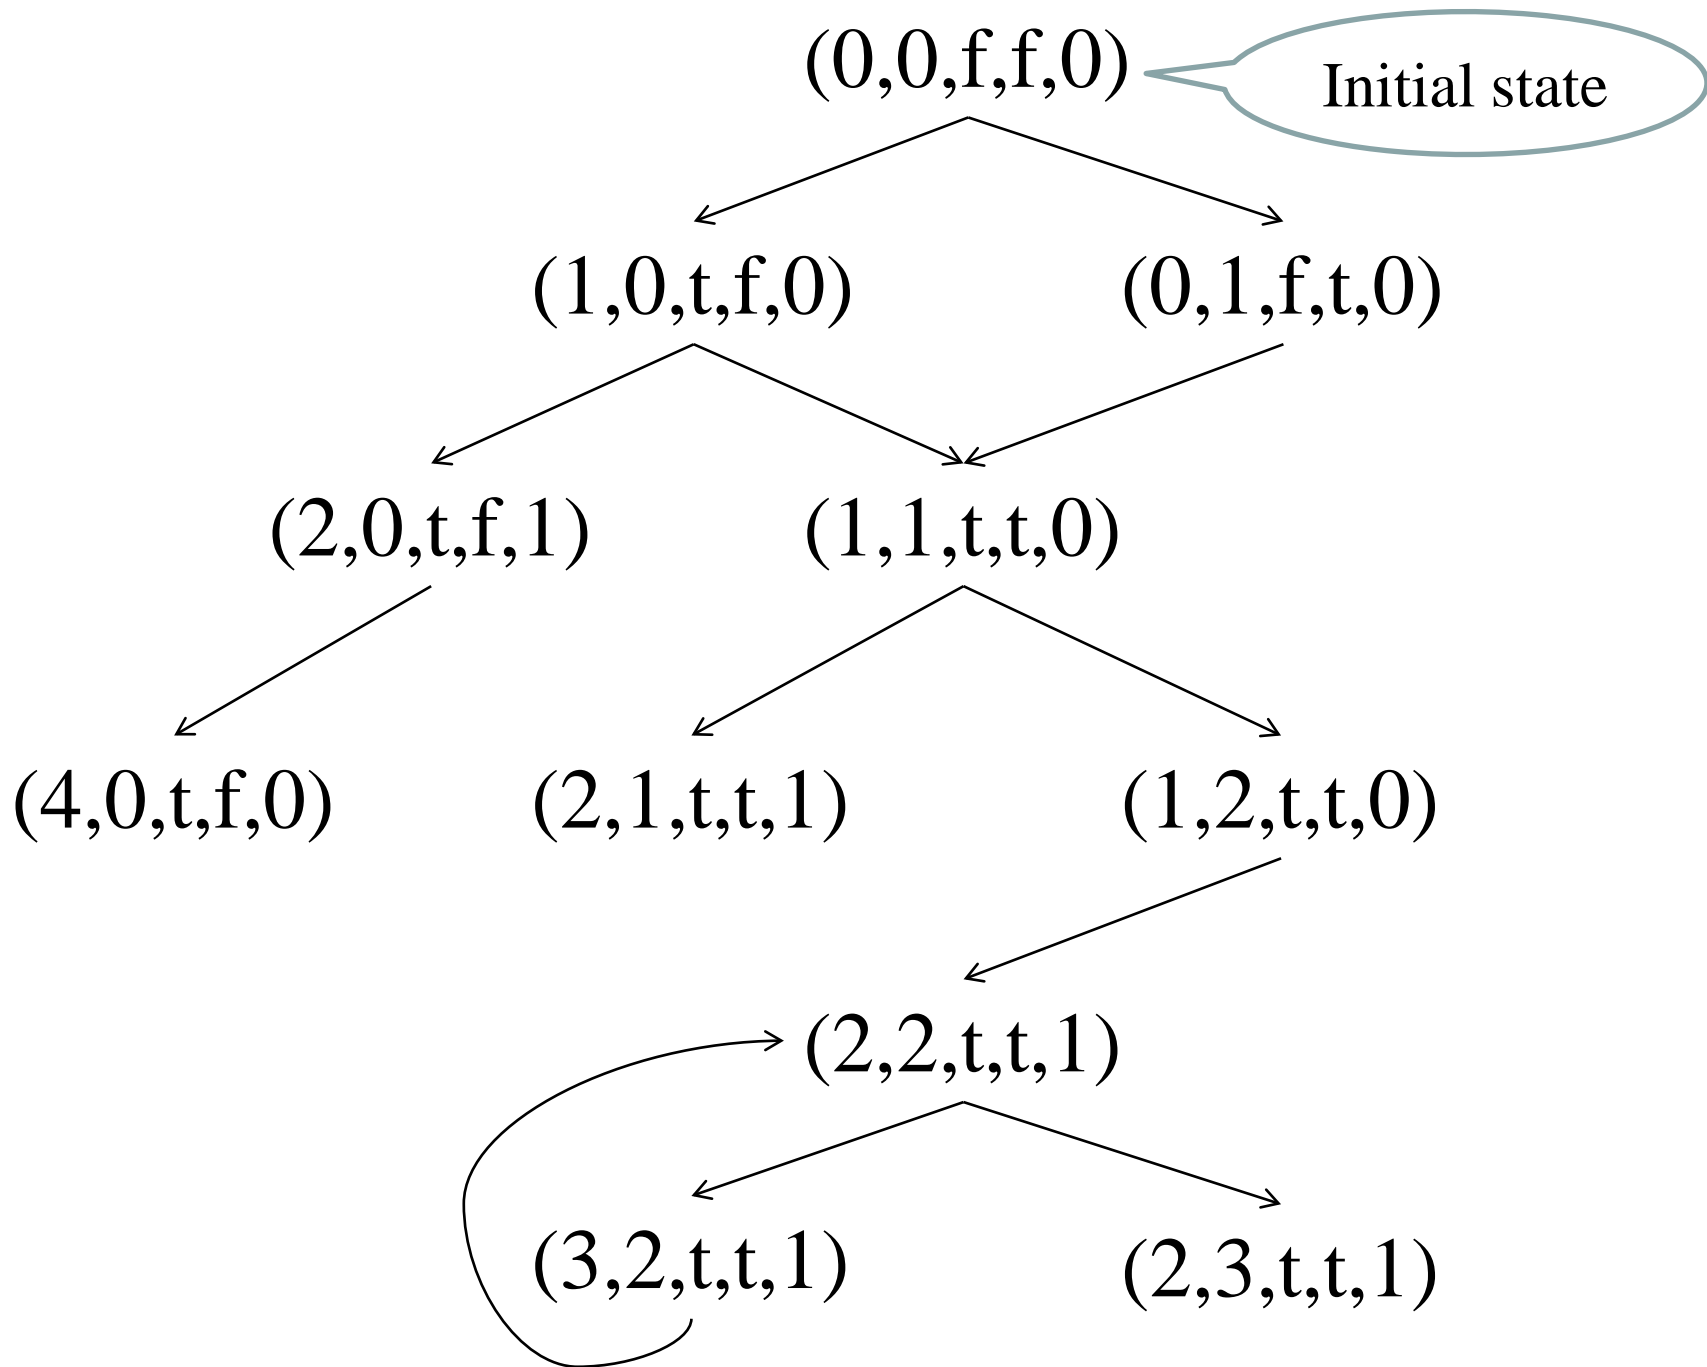 (0,0,f,f,0)
Initial state
(1,0,t,f,0)
(0,1,f,t,0)
(2,0,t,f,1)
(1,1,t,t,0)
(4,0,t,f,0)
(2,1,t,t,1)
(1,2,t,t,0)
(2,2,t,t,1)
(3,2,t,t,1)
(2,3,t,t,1)